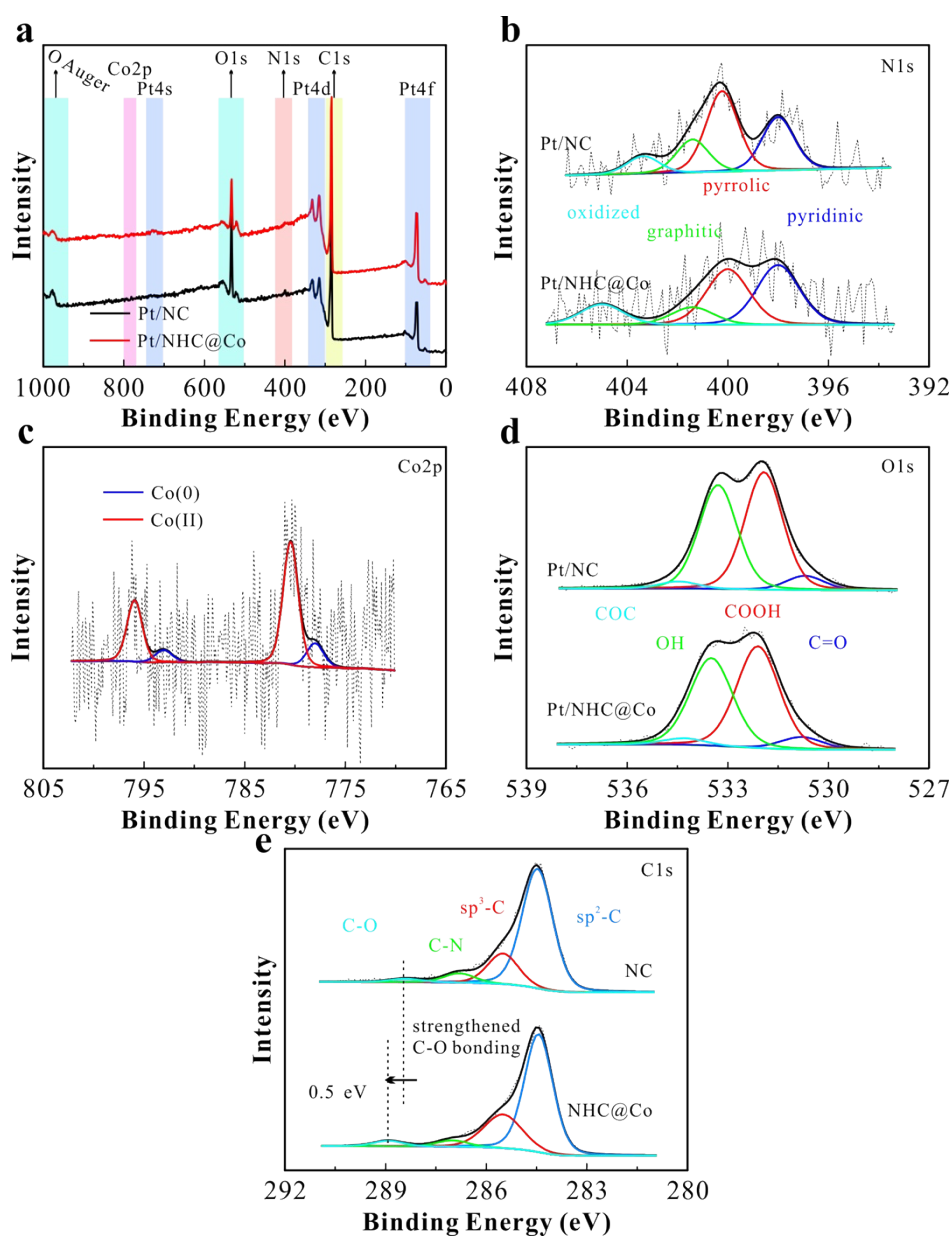 a
O Auger
Co2p
Pt4s
O1s
N1s
Pt4d
C1s
Pt4f
Intensity
Pt/NC
Pt/NHC@Co
1000 800 600 400 200 0
Binding Energy (eV)
b
N1s
Pt/NC
pyrrolic
oxidized
graphitic
pyridinic
Pt/NHC@Co
Intensity
408 404 400 396 392
Binding Energy (eV)
c
Co2p
Co(0)
Co(II)
Intensity
805 795 785 775 765
Binding Energy (eV)
d
O1s
Pt/NC
COC
COOH
OH
C=O
Pt/NHC@Co
Intensity
539 536 533 530 527
Binding Energy (eV)
e
C1s
sp³-C
sp²-C
C-O
C-N
NC
strengthened
C-O bonding
0.5 eV
NHC@Co
Intensity
292 289 286 283 280
Binding Energy (eV)